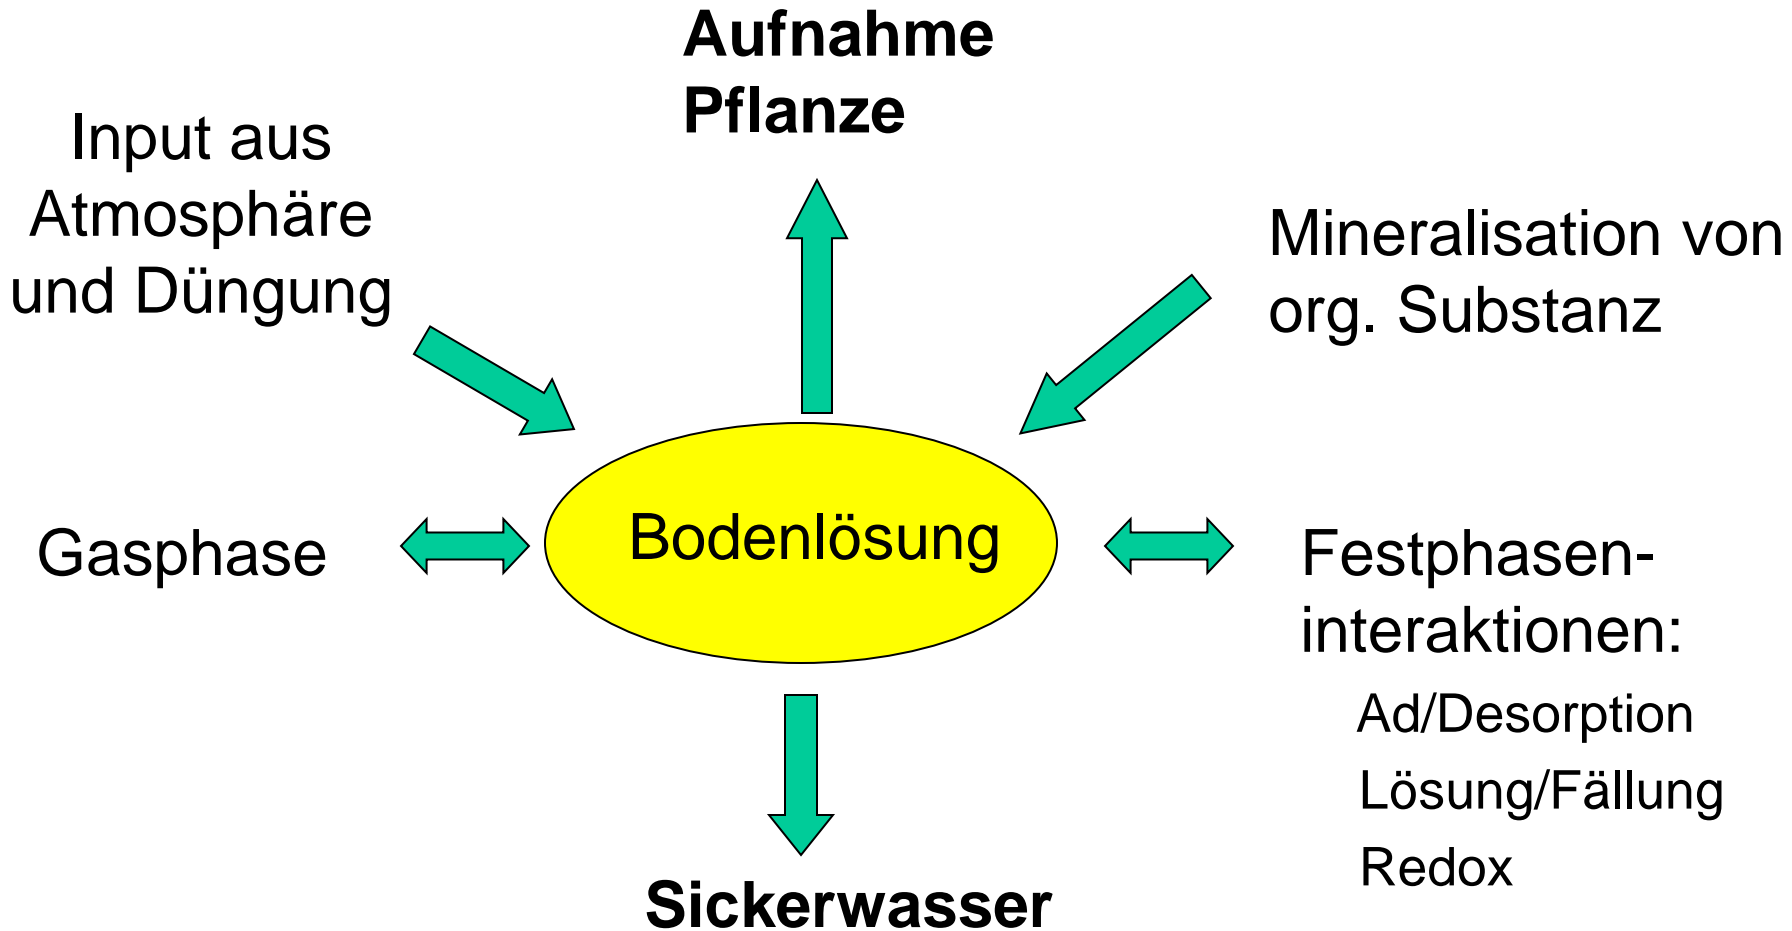 Aufnahme
Pflanze
Input aus
Atmosphäre
und Düngung
Mineralisation von
org. Substanz
Gasphase
Bodenlösung
Festphasen-
interaktionen:
Ad/Desorption
Lösung/Fällung
Redox
Sickerwasser